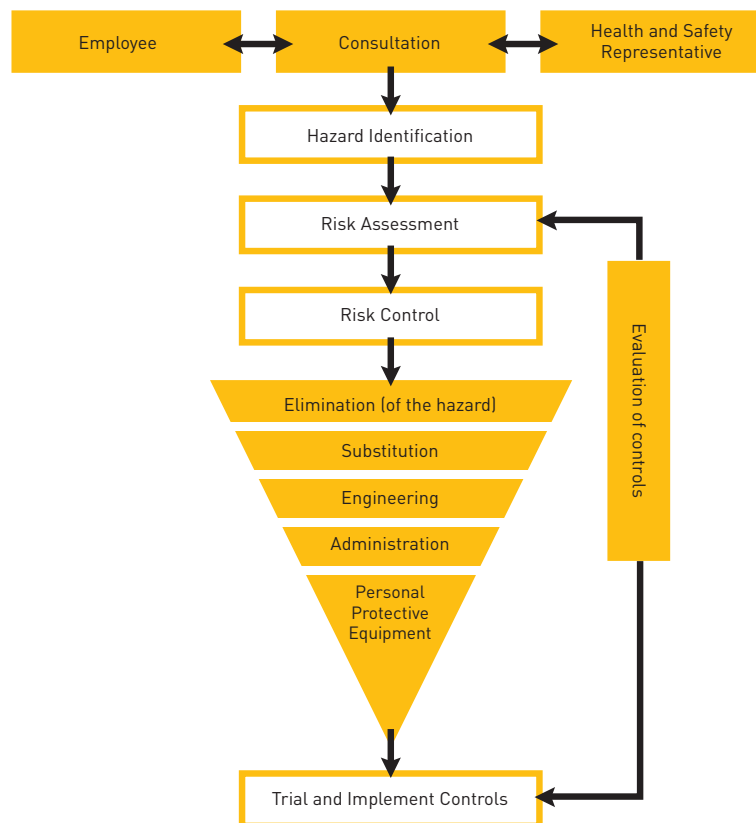 Employee
Consultation
Health and Safety
Representative
Hazard Identification
Risk Assessment
Risk Control
Elimination (of the hazard)
Substitution
Engineering
Administration
Personal
Protective
Equipment
Evaluation of controls
Trial and Implement Controls